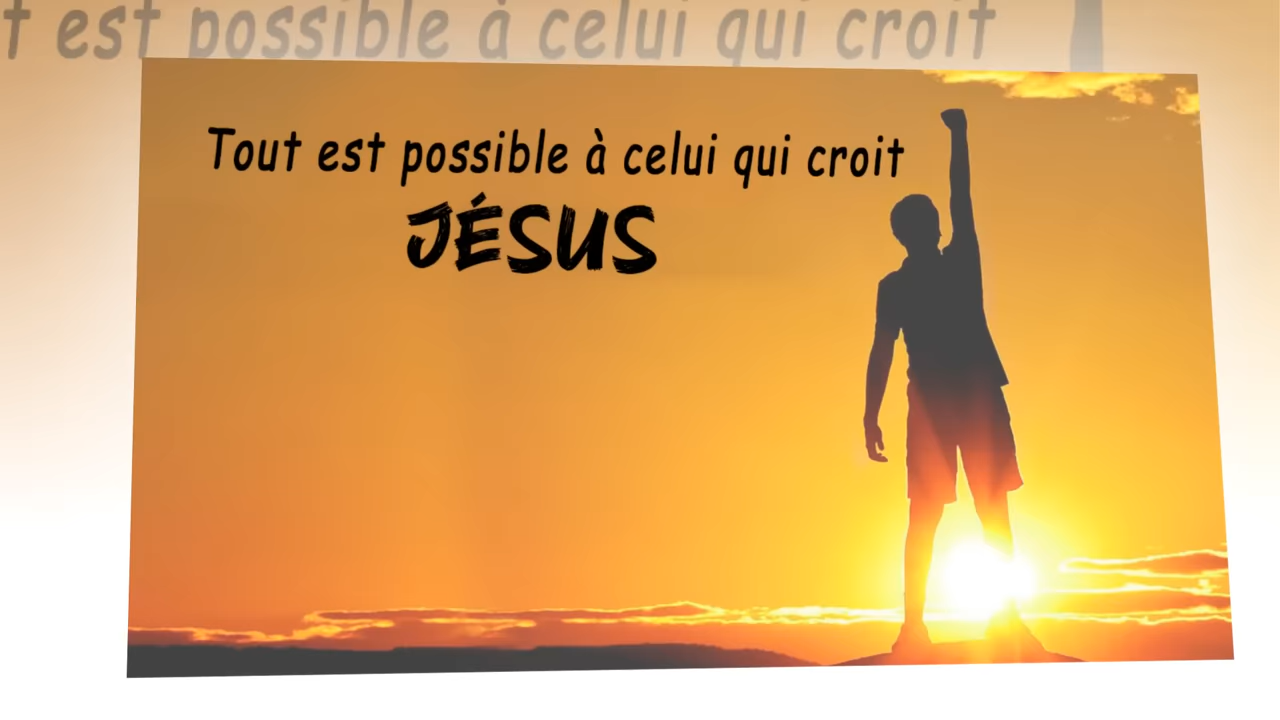 t est possible à celui qui croit
Tout est possible à celui qui croit
JÉSUS